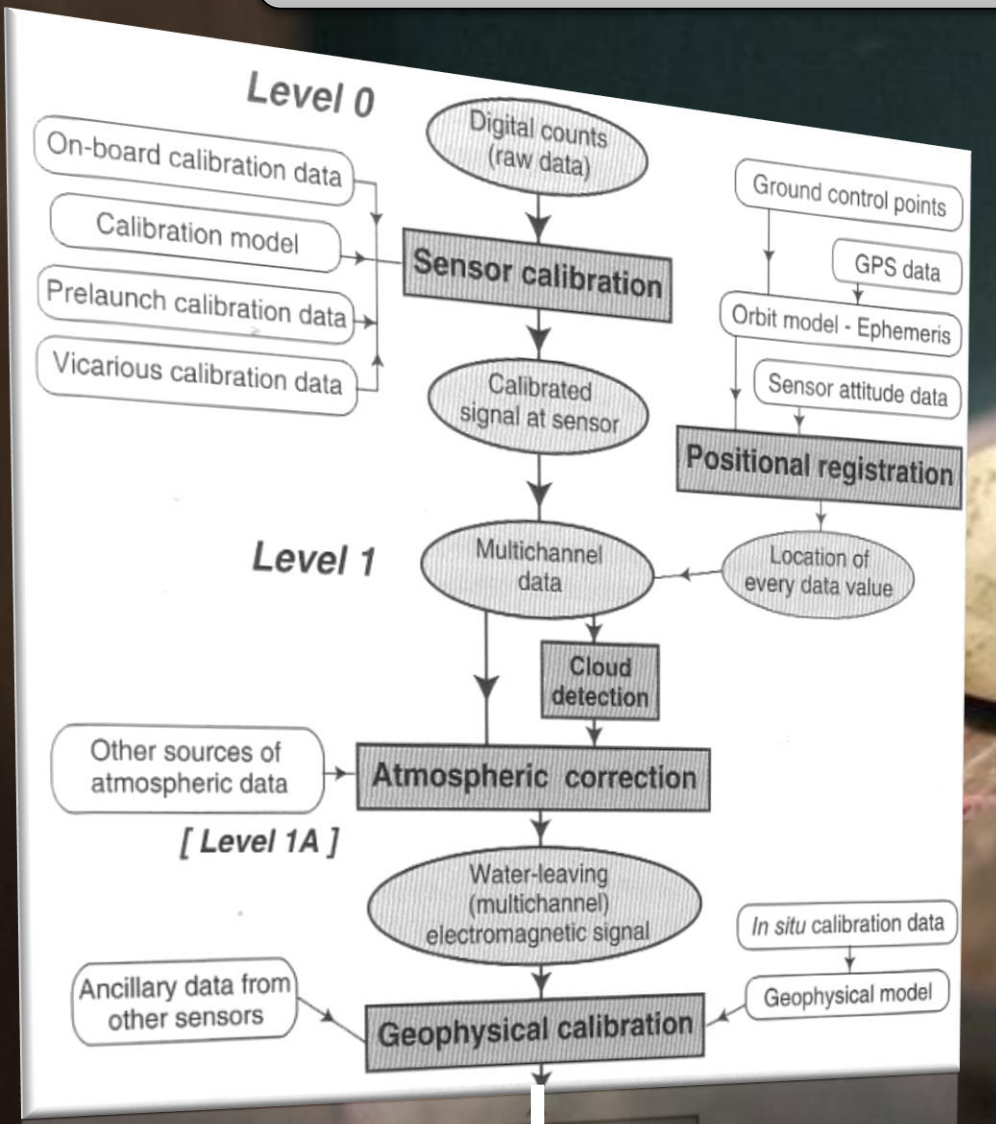 Level 0
Digital counts
(raw data)
On-board calibration data
Calibration model
Prelaunch calibration data
Vicarious calibration data
Sensor calibration
Ground control points
GPS data
Orbit model - Ephemeris
Sensor attitude data
Calibrated
signal at sensor
Positional registration
Level 1
Multichannel
data
Location of
every data value
Cloud
detection
Other sources of
atmospheric data
Atmospheric correction
[ Level 1A ]
Water-leaving
(multichannel)
electromagnetic signal
In situ calibration data
Ancillary data from
other sensors
Geophysical model
Geophysical calibration